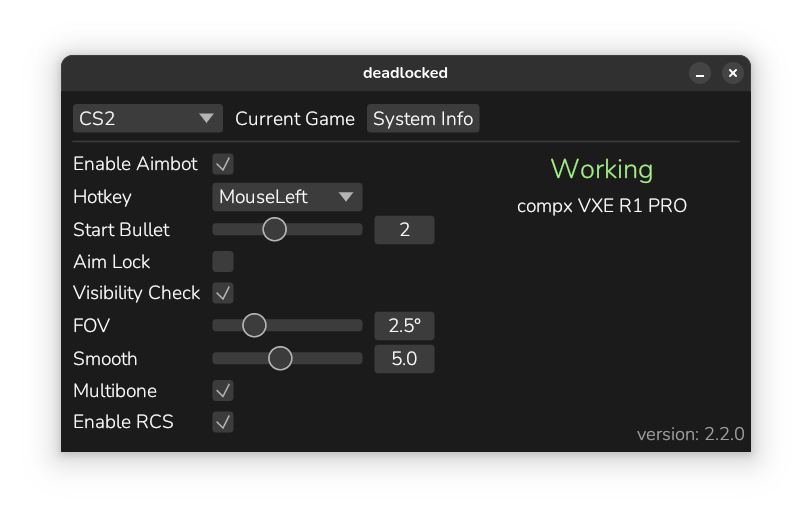 deadlocked
CS2 Current Game System Info
Enable Aimbot
Working
Hotkey MouseLeft
compx VXE R1 PRO
Start Bullet 2
Aim Lock
Visibility Check
FOV 2.5°
Smooth 5.0
Multibone
Enable RCS
version: 2.2.0